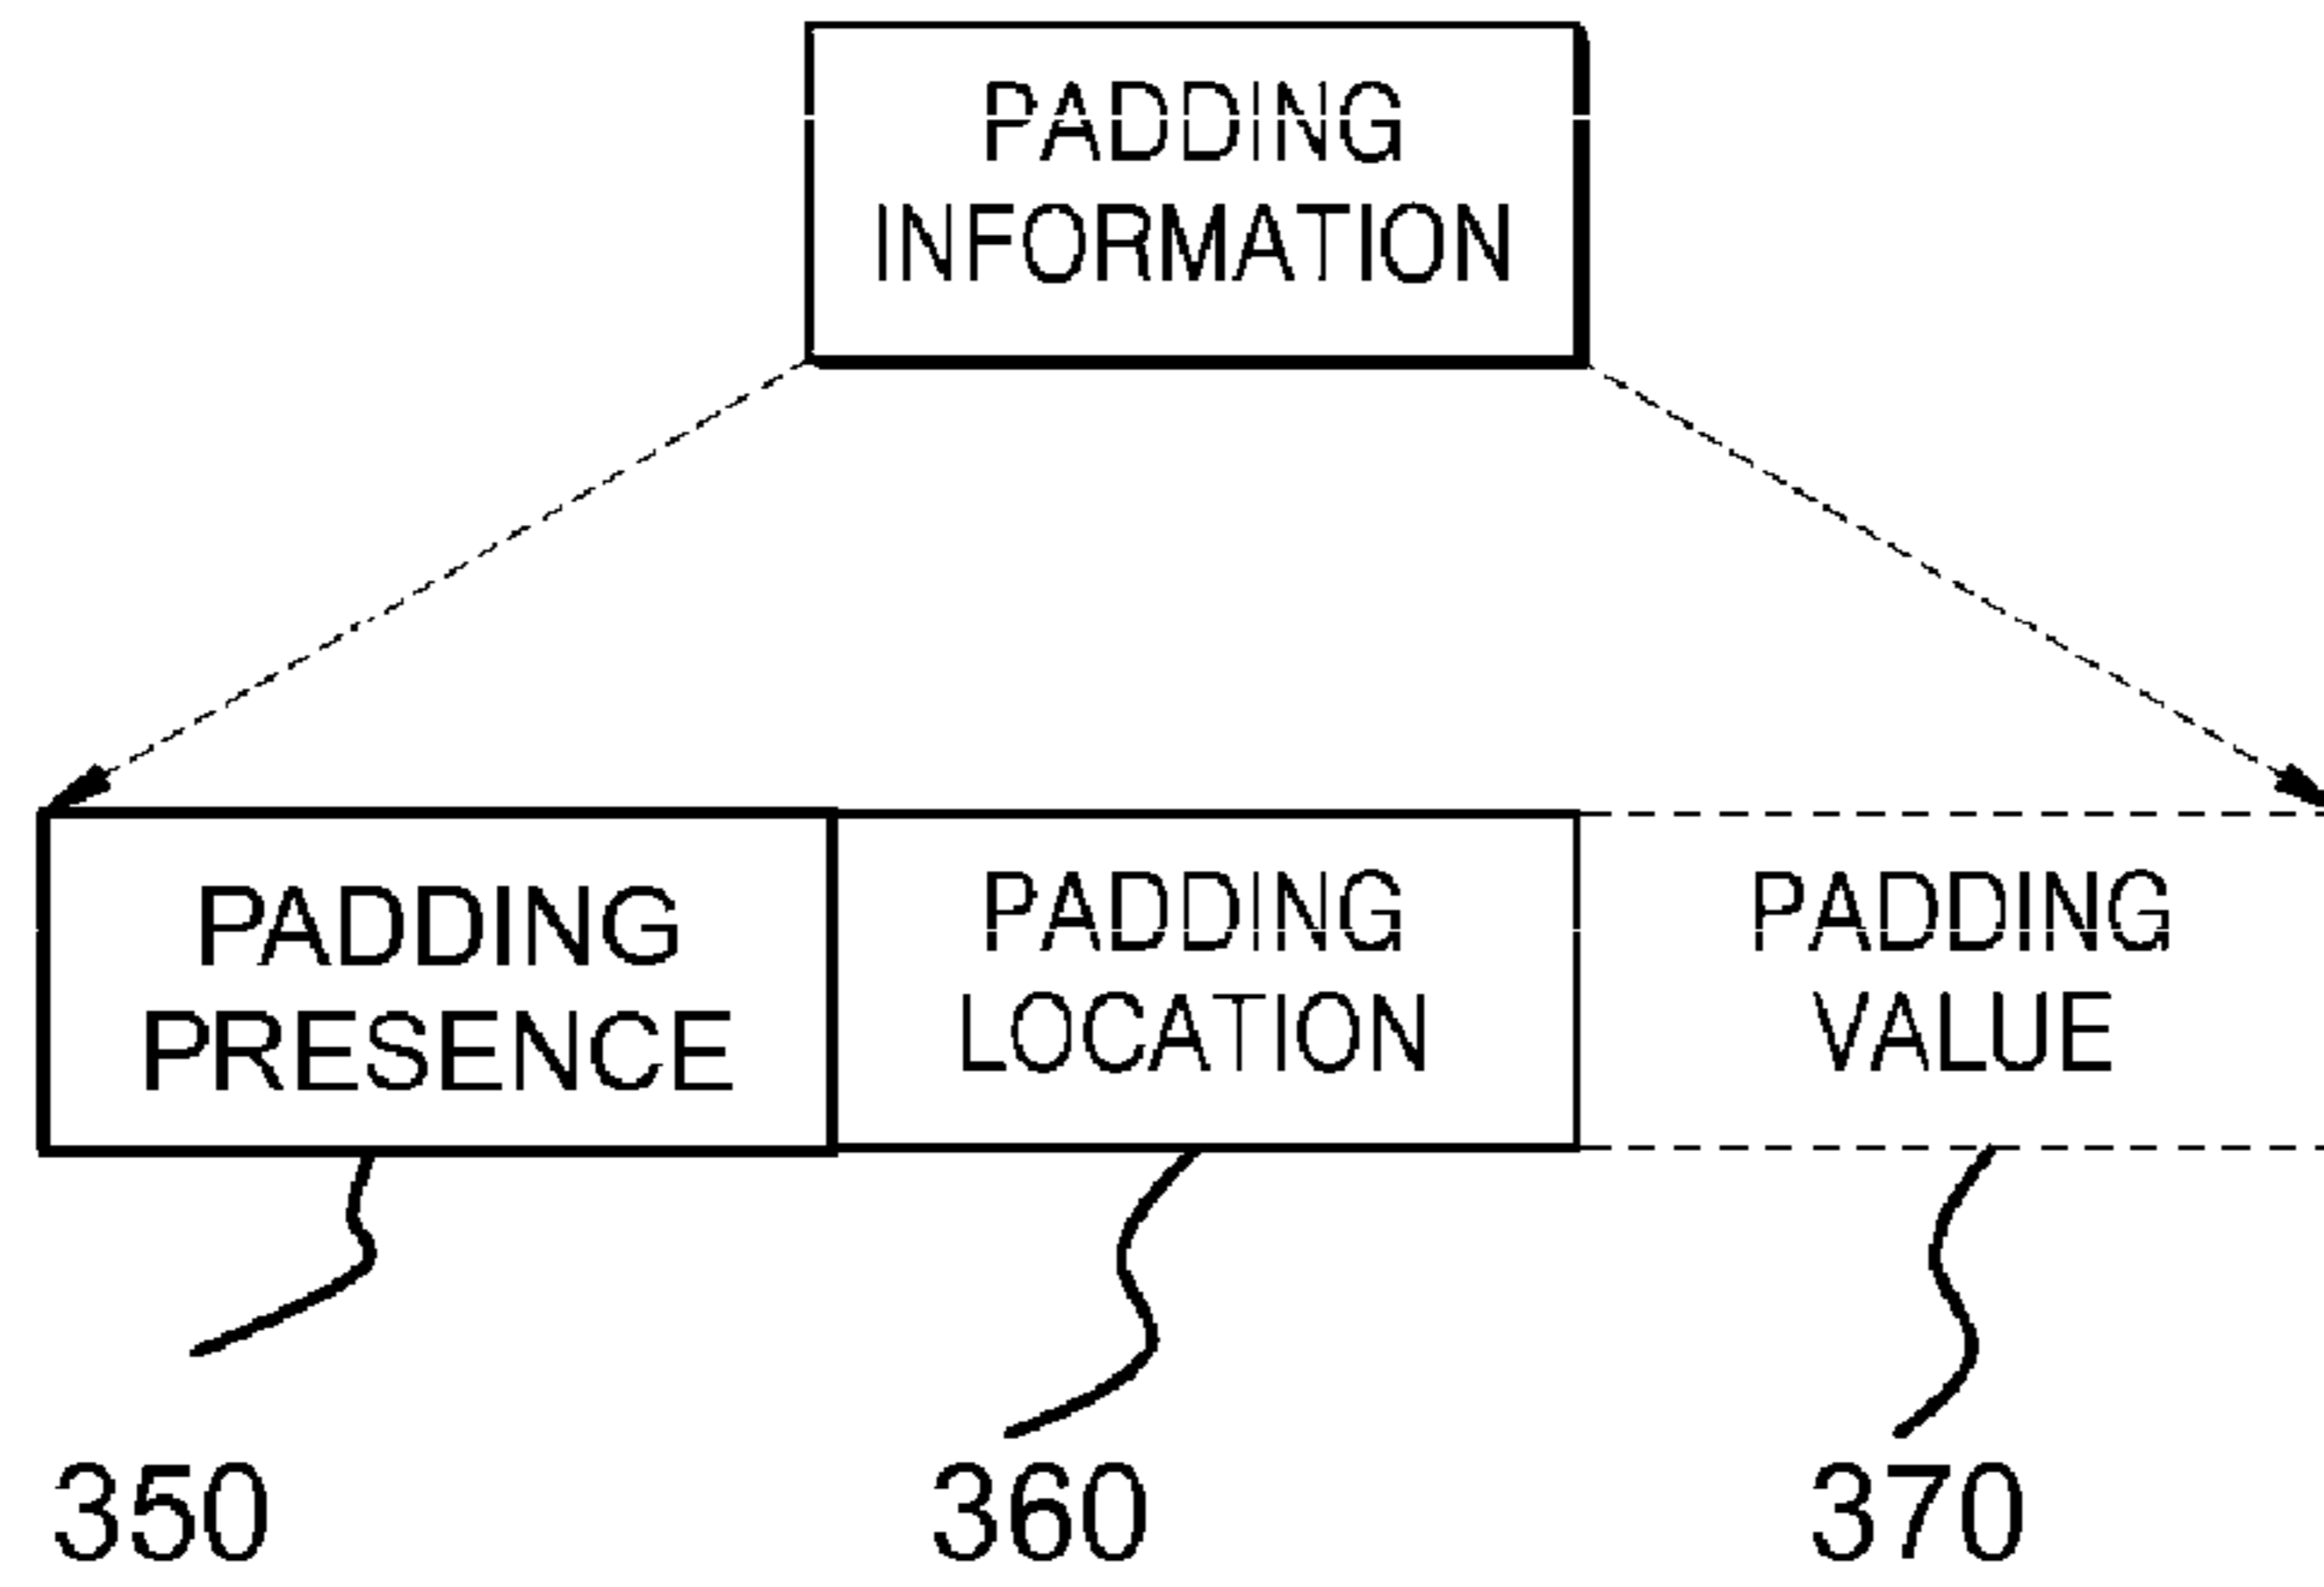 PADDING
INFORMATION
PADDING
PRESENCE
PADDING
LOCATION
PADDING
VALUE
350
360
370